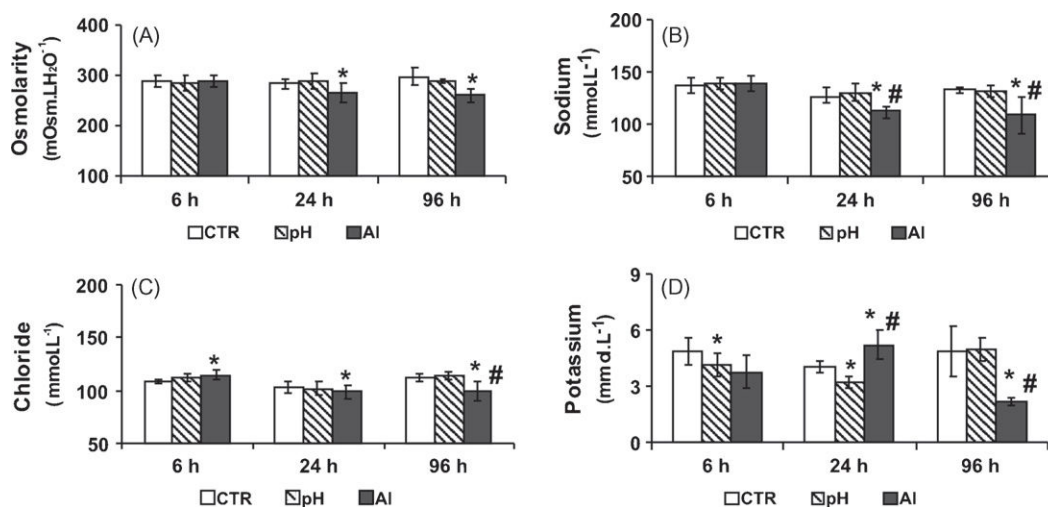 (A)
Osmolarity
(mOsm.LH₂O⁻¹)
400
300
200
100
* *
6 h 24 h 96 h
CTR pH Al
(B)
Sodium
(mmoL.L-1)
200
150
100
50
*# *#
6 h 24 h 96 h
CTR pH Al
(C)
Chloride
(mmolL⁻¹)
200
150
100
50
* * *#
6 h 24 h 96 h
CTR pH Al
(D)
Potassium
(mmd.L⁻¹)
9
6
3
0
* * *# *#
6 h 24 h 96 h
CTR pH Al